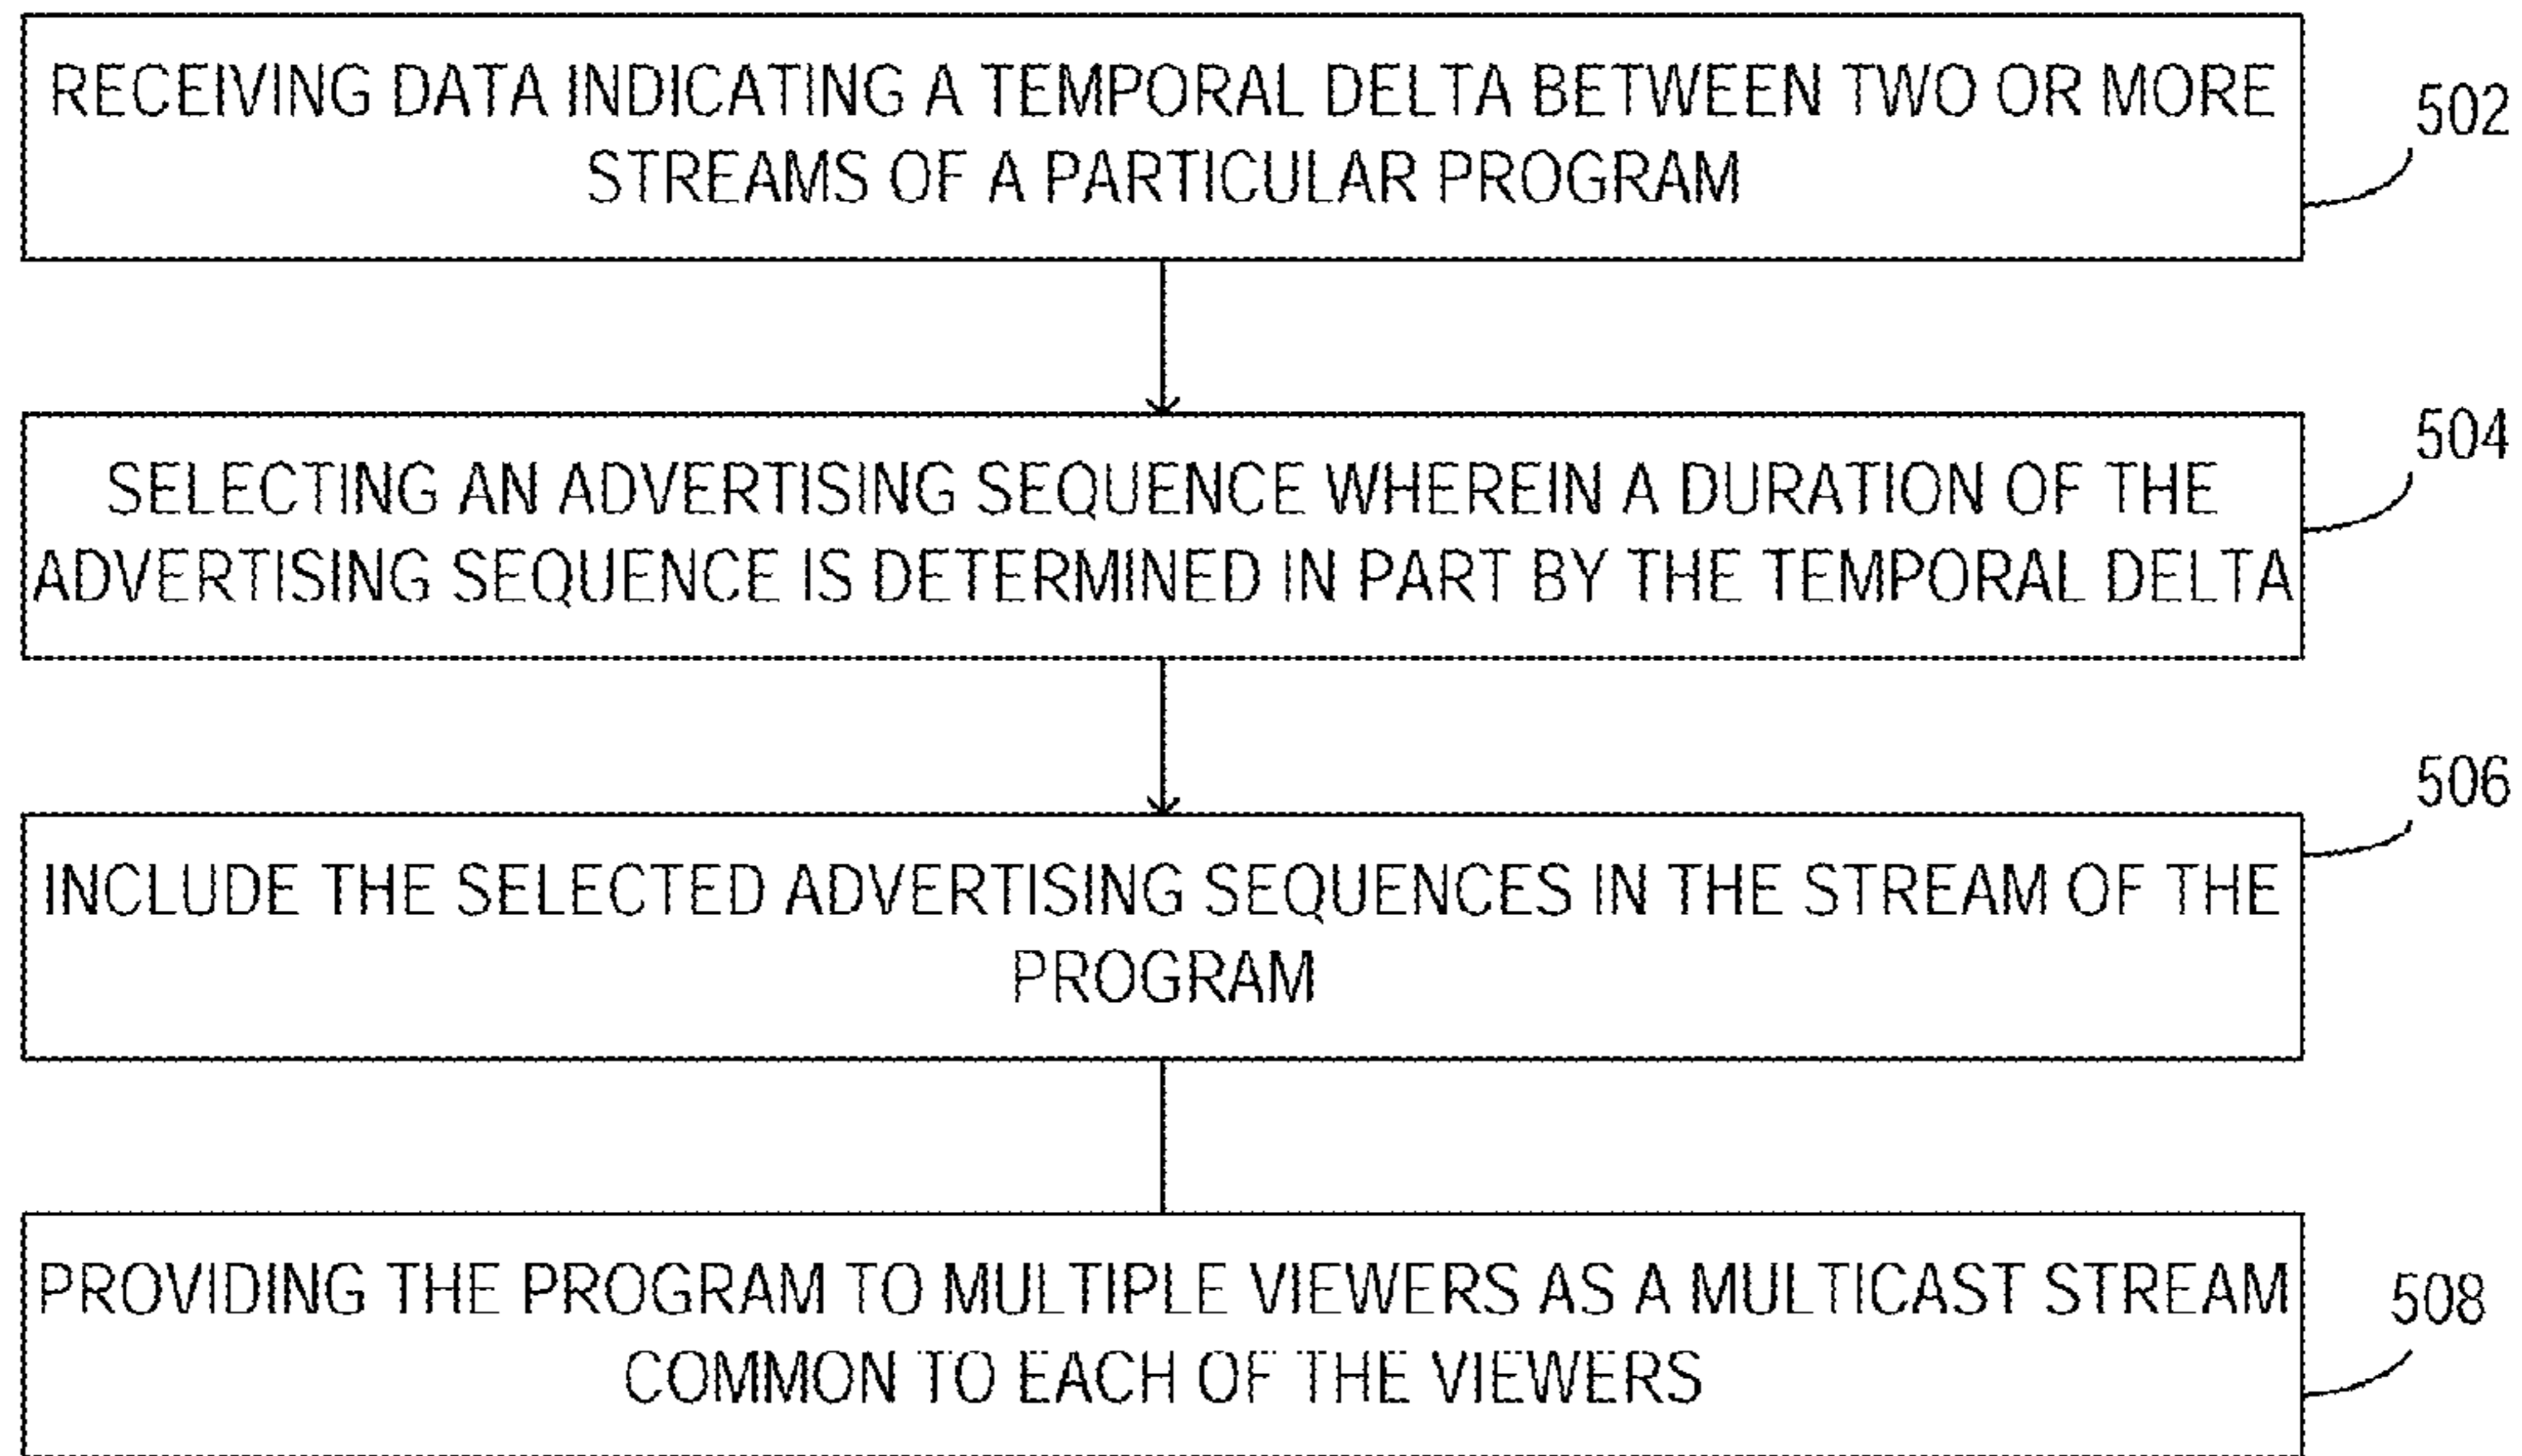 RECEIVING DATA INDICATING A TEMPORAL DELTA BETWEEN TWO OR MORE
STREAMS OF A PARTICULAR PROGRAM
502
SELECTING AN ADVERTISING SEQUENCE WHEREIN A DURATION OF THE
ADVERTISING SEQUENCE IS DETERMINED IN PART BY THE TEMPORAL DELTA
504
INCLUDE THE SELECTED ADVERTISING SEQUENCES IN THE STREAM OF THE
PROGRAM
506
PROVIDING THE PROGRAM TO MULTIPLE VIEWERS AS A MULTICAST STREAM
COMMON TO EACH OF THE VIEWERS
508